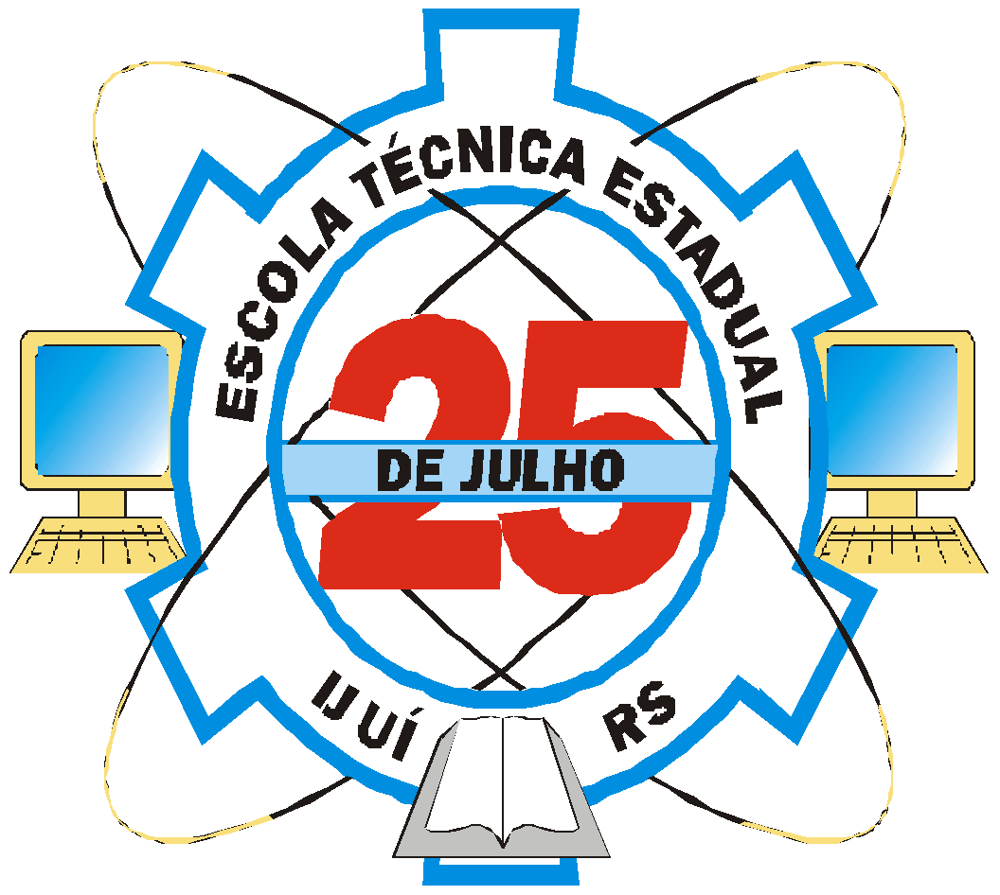 ESCOLA TÉCNICA ESTADUAL
25
DE JULHO
IJUÍ RS